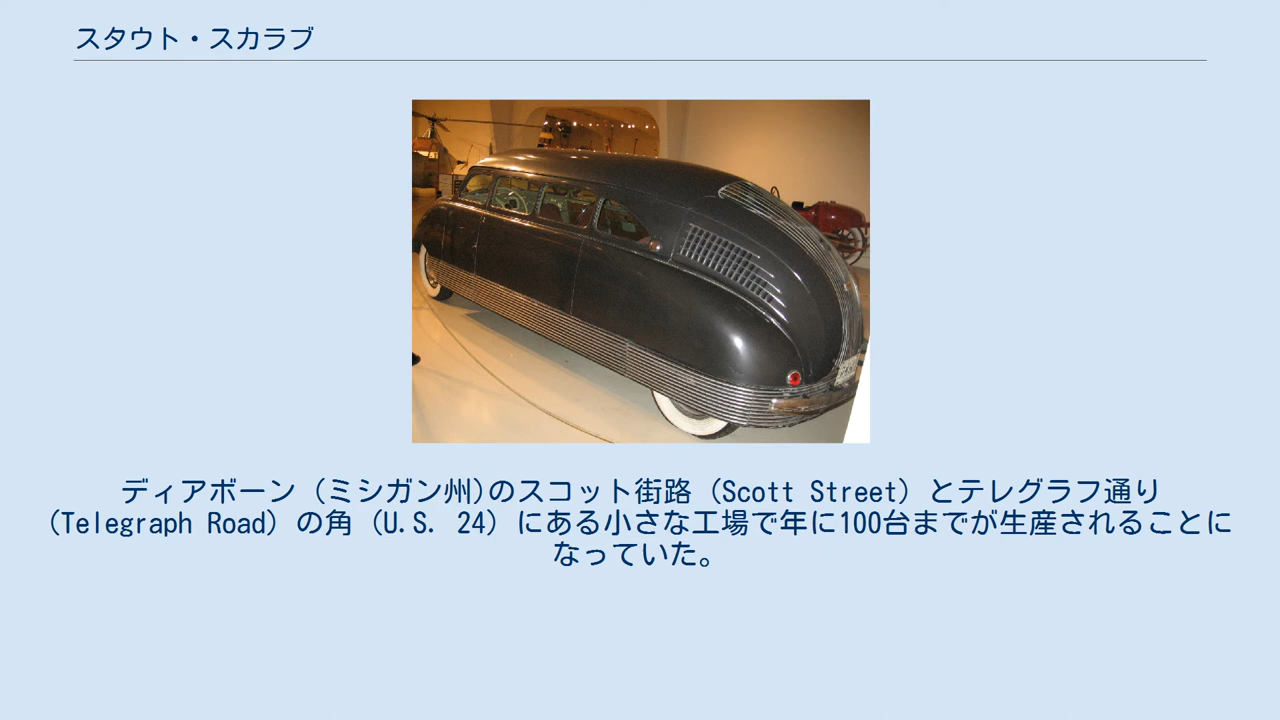 スタウト・スカラブ
ディアボーン (ミシガン州)のスコット街路 (Scott Street) とテレグラフ通り
(Telegraph Road) の角 (U.S. 24) にある小さな工場で年に100台までが生産されることに
なっていた。